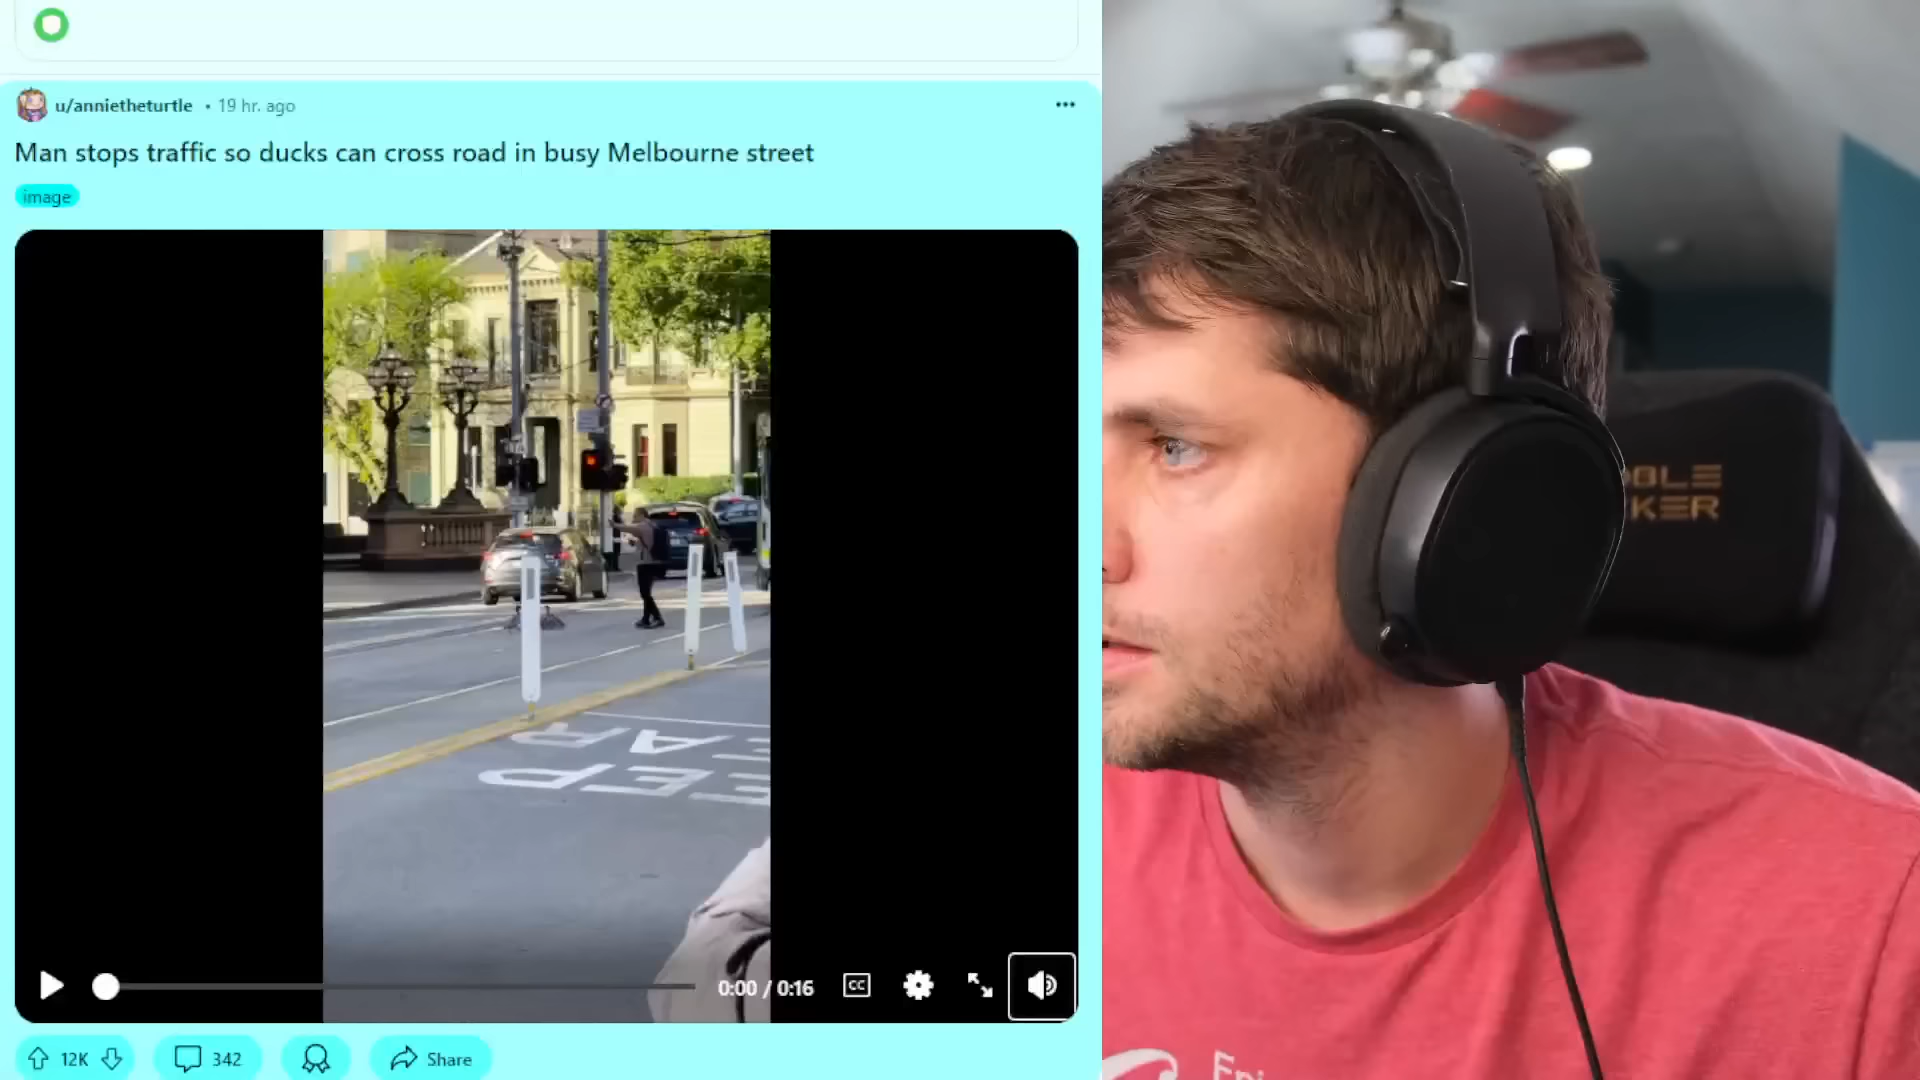 u/annietheturtle • 19 hr. ago
Man stops traffic so ducks can cross road in busy Melbourne street
image
0:00 / 0:16
CC
12K
342
Share